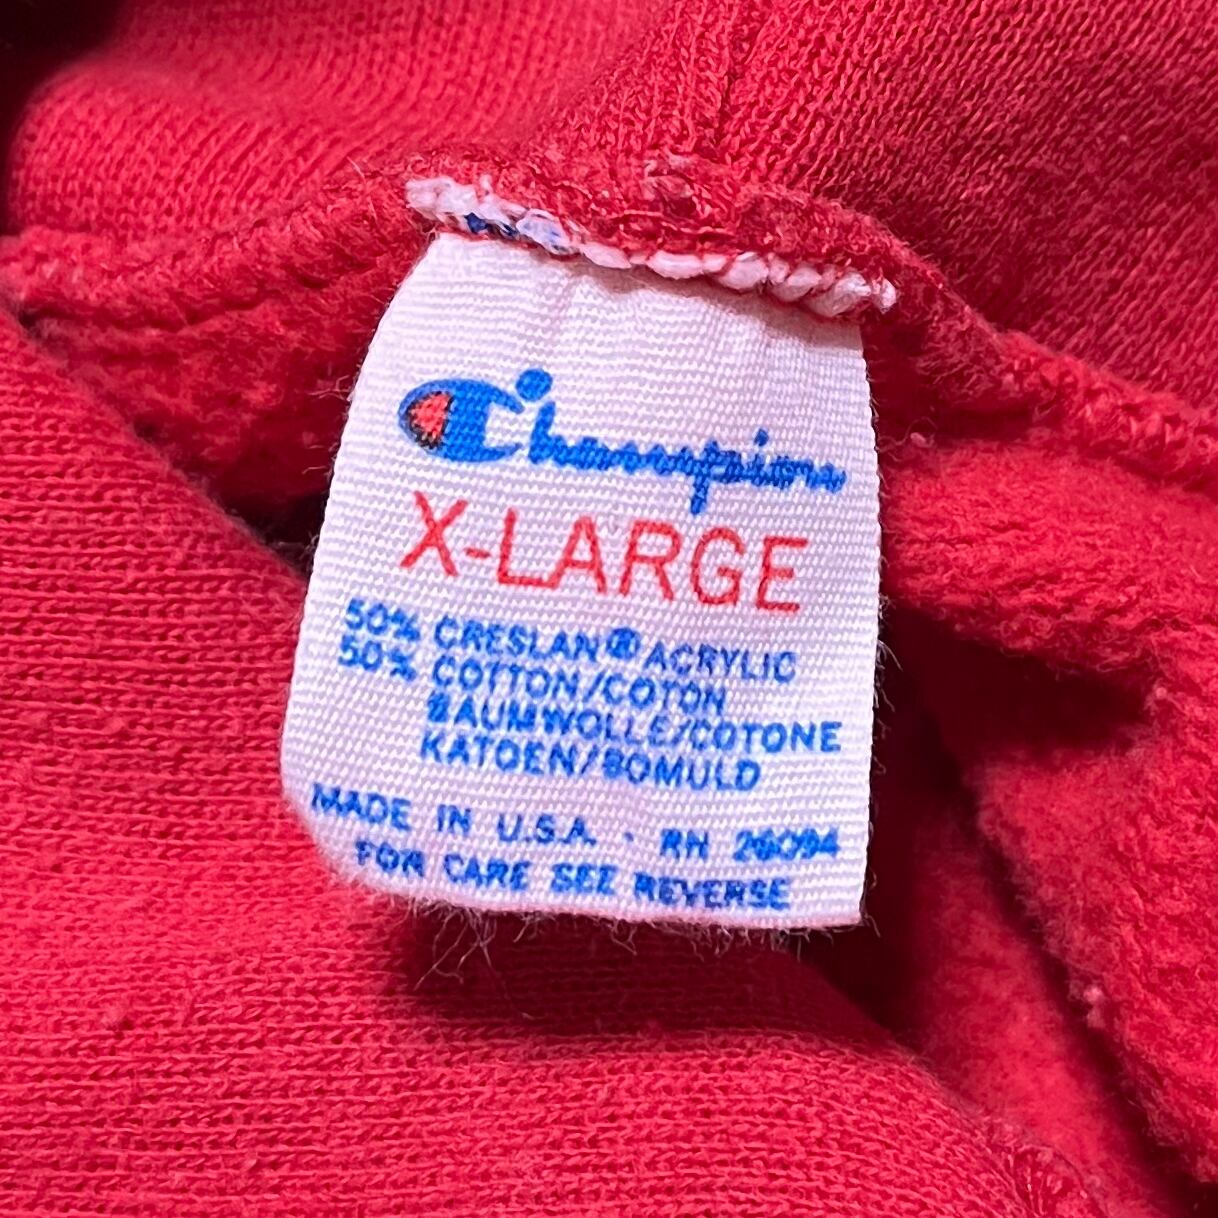 Champion
X-LARGE
50% CRESLAN® ACRYLIC
50% COTTON/COTON
BAUMWOLLE/COTONE
KATOEN/BOMULD
MADE IN U.S.A. · RN 26094
FOR CARE SEE REVERSE